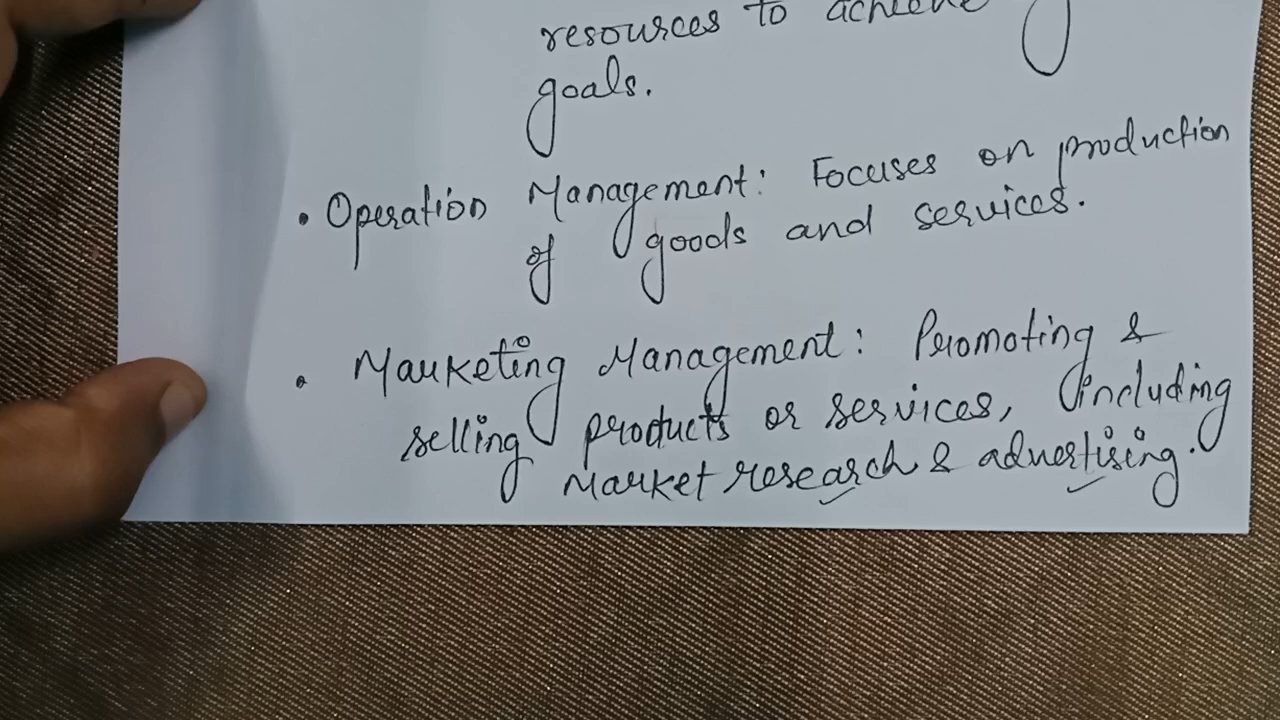 resources to achieve
goals.
• Operation Management: Focuses on production
of goods and services.
• Marketing Management: Promoting &
selling products or services, including
Market research & advertising.